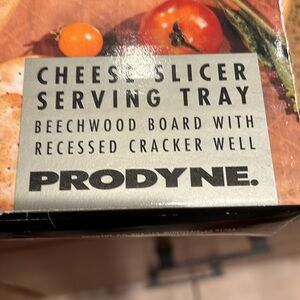 CHEESE SLICER
SERVING TRAY
BEECHWOOD BOARD WITH
RECESSED CRACKER WELL
PRODYNE.